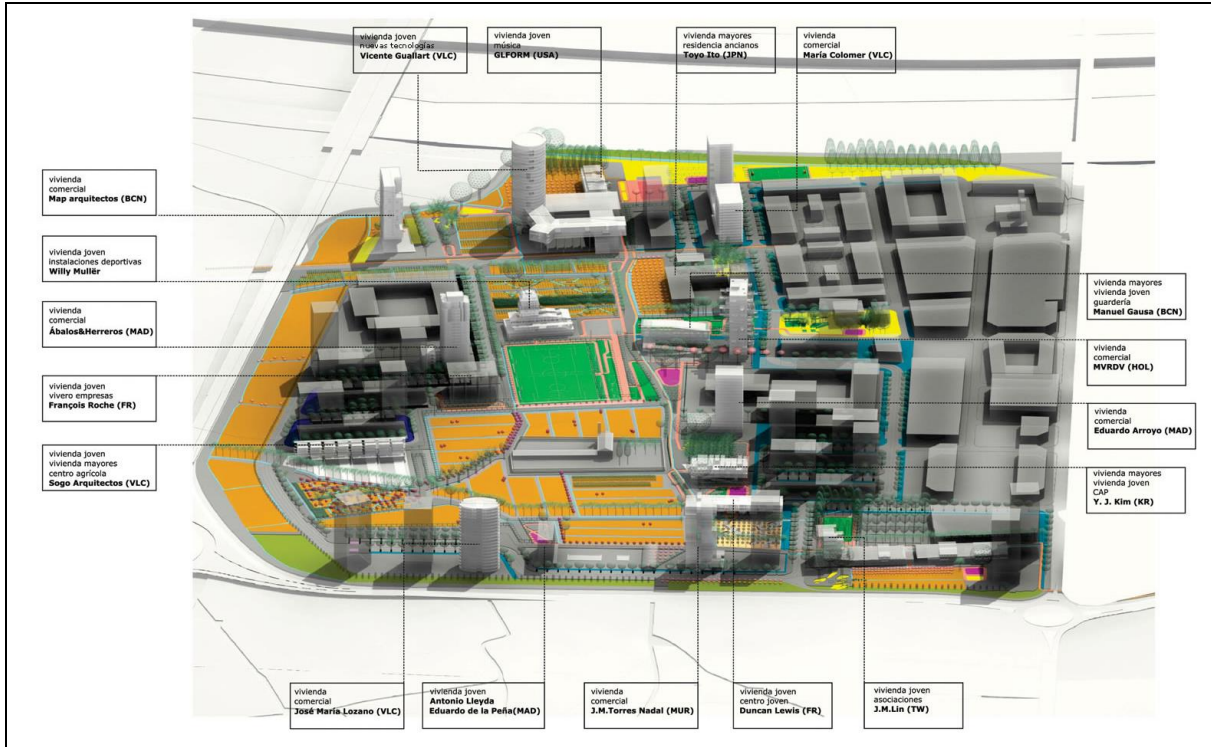 vivienda joven
nuevas tecnologías
Vicente Guallart (VLC)
vivienda joven
música
GLFORM (USA)
vivienda mayores
residencia ancianos
Toyo Ito (JPN)
vivienda
comercial
María Colomer (VLC)
vivienda
comercial
Map arquitectos (BCN)
vivienda joven
instalaciones deportivas
Willy Mullër
vivienda
comercial
Ábalos&Herreros (MAD)
vivienda joven
vivero empresas
François Roche (FR)
vivienda joven
vivienda mayores
centro agrícola
Sogo Arquitectos (VLC)
vivienda mayores
vivienda joven
guardería
Manuel Gausa (BCN)
vivienda
comercial
MVRDV (HOL)
vivienda
comercial
Eduardo Arroyo (MAD)
vivienda mayores
vivienda joven
CAP
Y. J. Kim (KR)
vivienda
comercial
José María Lozano (VLC)
vivienda joven
Antonio Lleyda
Eduardo de la Peña(MAD)
vivienda
comercial
J.M.Torres Nadal (MUR)
vivienda joven
centro joven
Duncan Lewis (FR)
vivienda joven
asociaciones
J.M.Lin (TW)